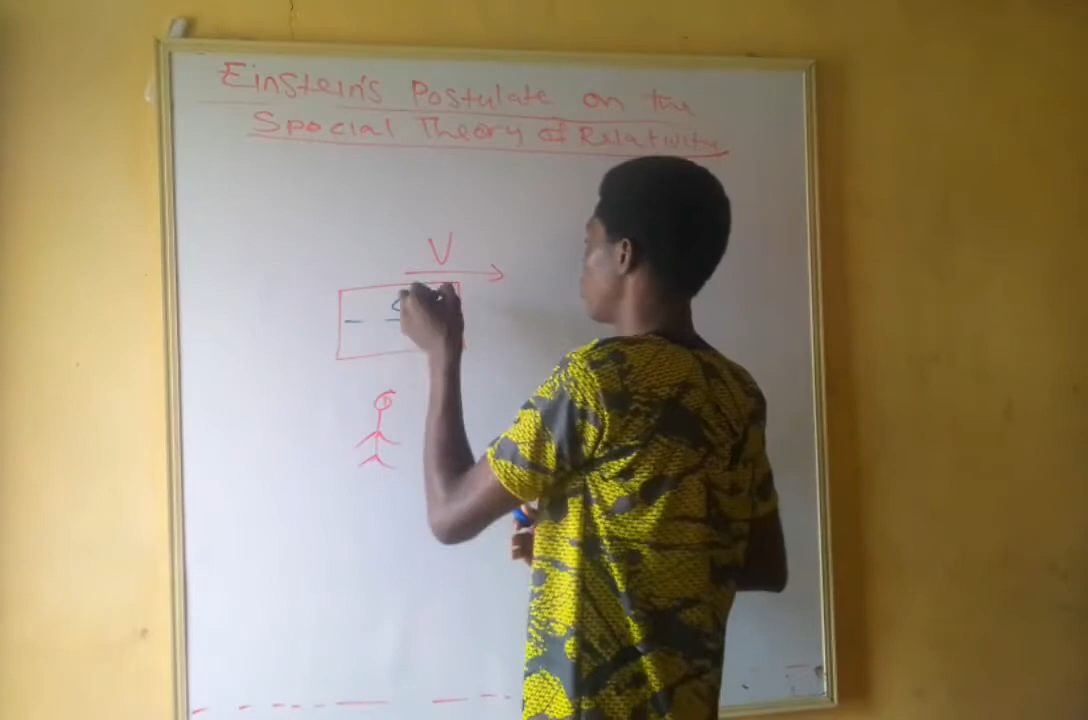 Einstein's Postulate on the
Special Theory of Relativity
V